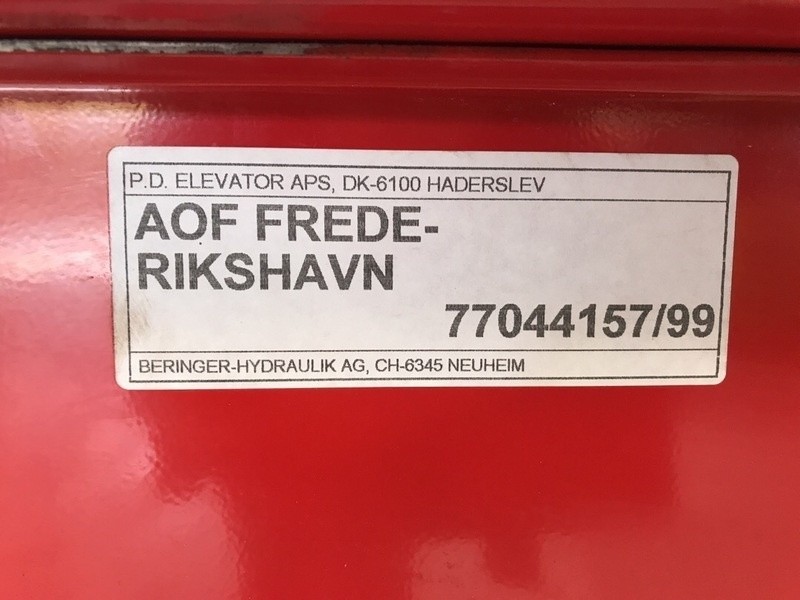 P.D. ELEVATOR APS, DK-6100 HADERSLEV
AOF FREDE-
RIKSHAVN
77044157/99
BERINGER-HYDRAULIK AG, CH-6345 NEUHEIM